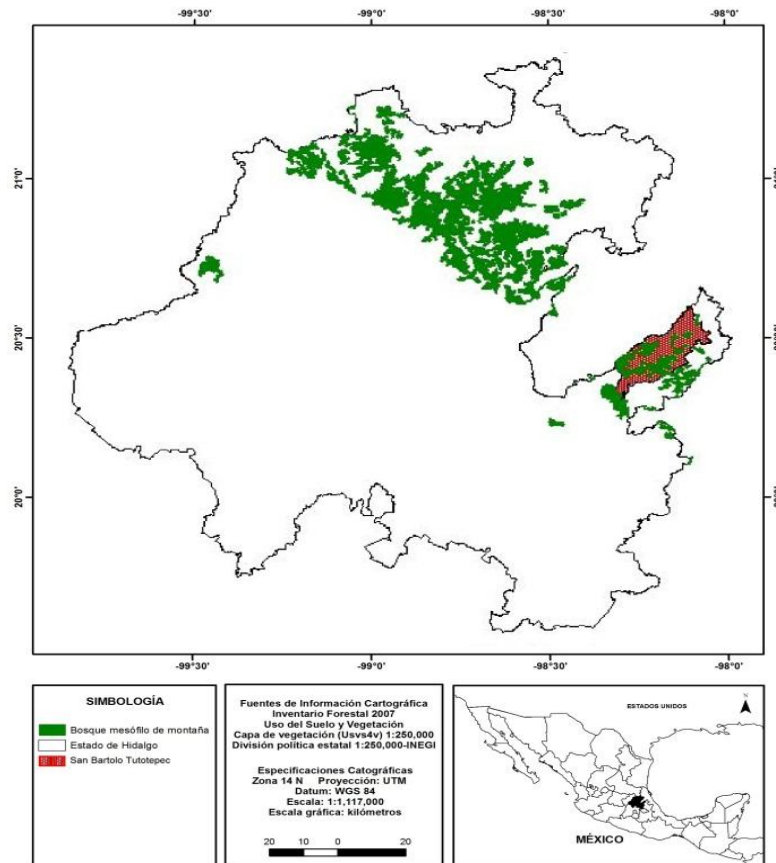 -99°30'
-99°0'
-98°30'
-98°0'
21°0'
20°30'
20°0'
-99°30'
-99°0'
-98°30'
-98°0'
SIMBOLOGÍA
Bosque mesófilo de montaña
Estado de Hidalgo
San Bartolo Tutotepec
Fuentes de Información Cartográfica
Inventario Forestal 2007
Uso del Suelo y Vegetación
Capa de vegetación (Usvs4v) 1:250,000
División política estatal 1:250,000-INEGI
Especificaciones Catográficas
Zona 14 N Proyección: UTM
Datum: WGS 84
Escala: 1:1,117,000
Escala gráfica: kilómetros
20 10 0 20
ESTADOS UNIDOS
N
MÉXICO